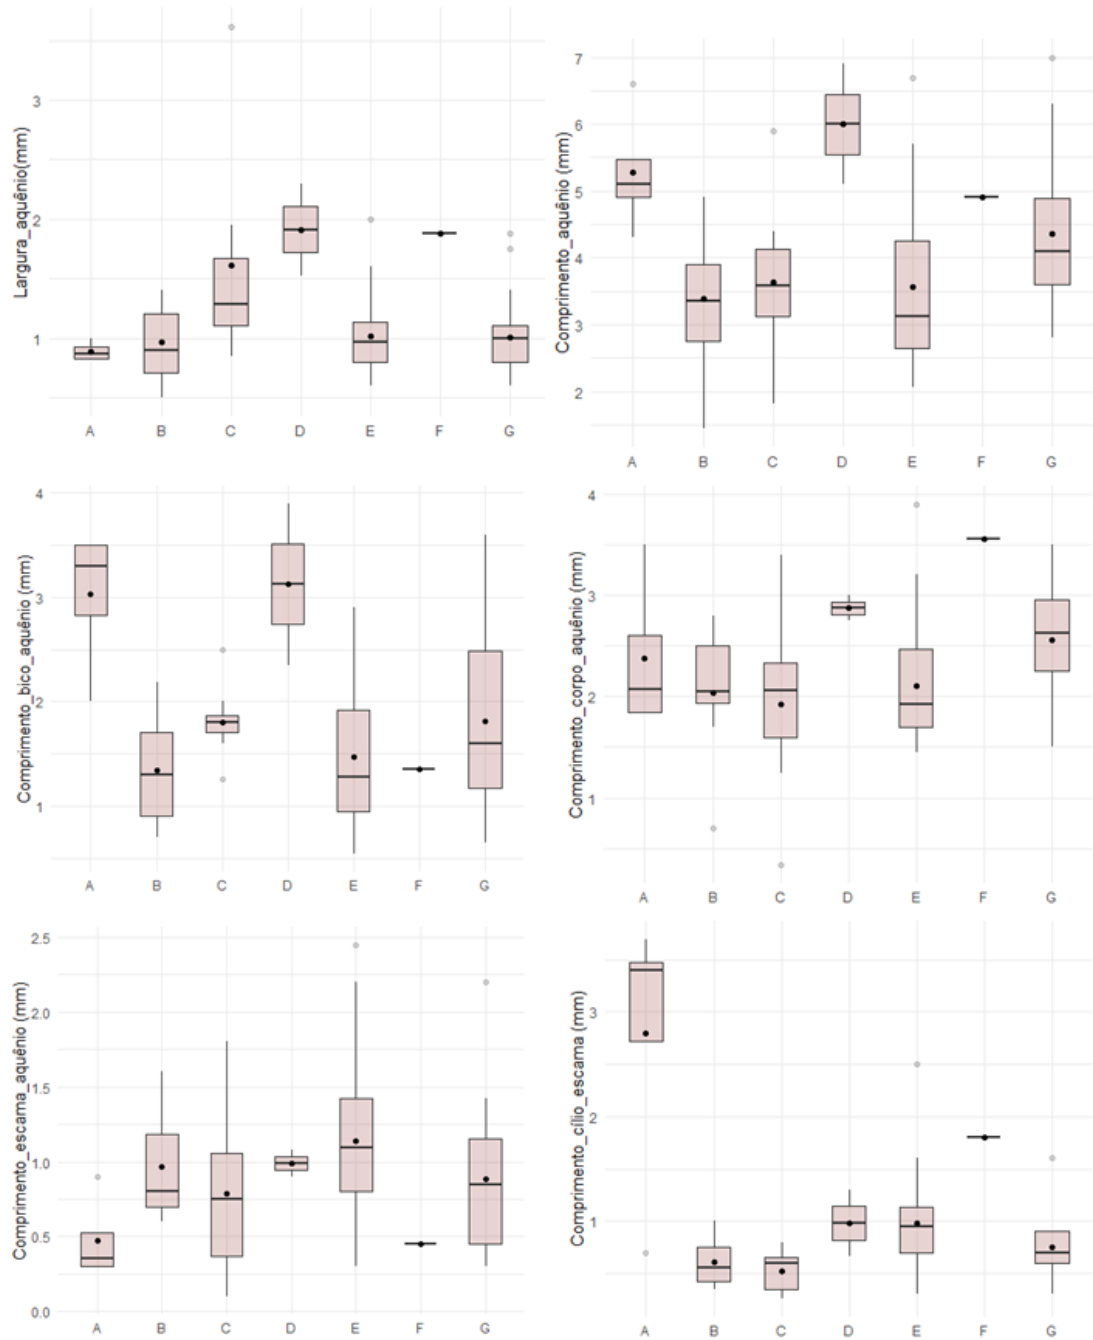 Largura_aquênio(mm)
3
2
1
A B C D E F G
Comprimento_aquênio (mm)
7
6
5
4
3
2
A B C D E F G
Comprimento_bico_aquênio (mm)
4
3
2
1
A B C D E F G
Comprimento_corpo_aquênio (mm)
4
3
2
1
A B C D E F G
Comprimento_escama_aquênio (mm)
2.5
2.0
1.5
1.0
0.5
0.0
A B C D E F G
Comprimento_cílio_escama (mm)
3
2
1
A B C D E F G